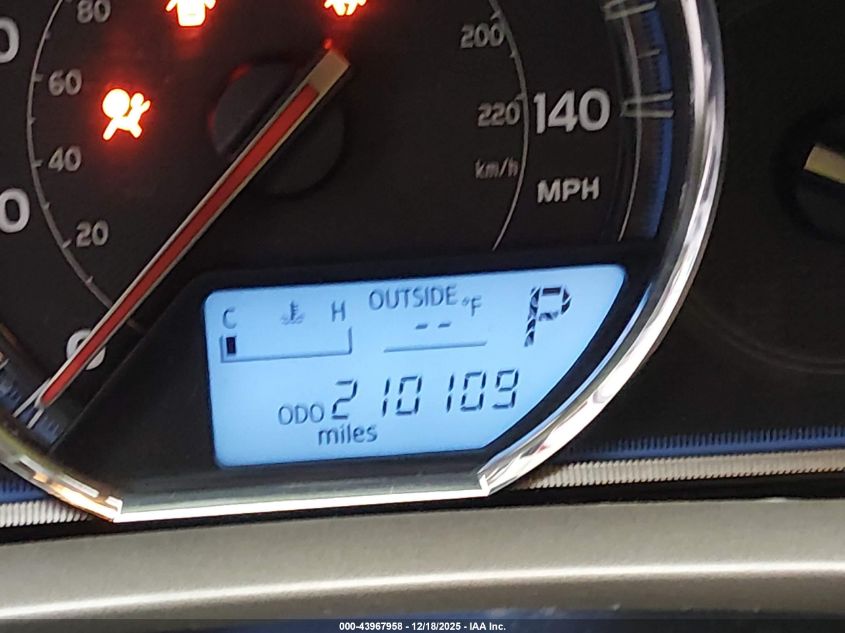 80
60
40
20
0
200
220
140
km/h
MPH
C H OUTSIDE °F P
--
ODO 210109
miles
000-43967958 - 12/18/2025 - IAA Inc.